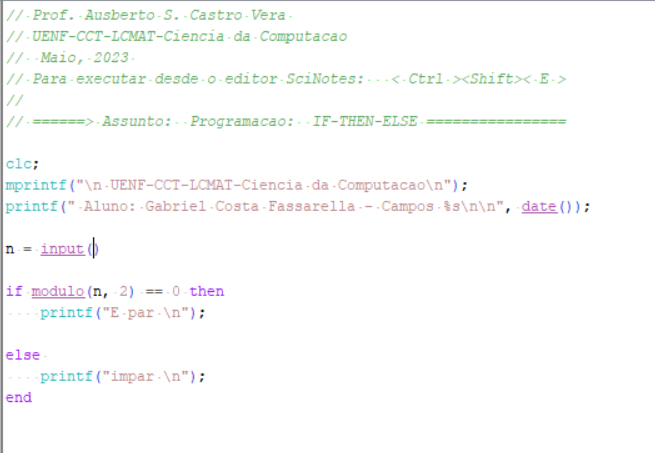 // Prof. Ausberto S. Castro Vera
// UENF-CCT-LCMAT-Ciencia da Computacao
// Maio, 2023
// Para executar desde o editor SciNotes: < Ctrl ><Shift>< E >
//
// ======> Assunto: Programacao: IF-THEN-ELSE ================
clc;
mprintf("\n UENF-CCT-LCMAT-Ciencia da Computacao\n");
printf(" Aluno: Gabriel Costa Fassarella - Campos %s\n\n", date());
n = input()
if modulo(n, 2) == 0 then
printf("E par \n");
else
printf("impar \n");
end